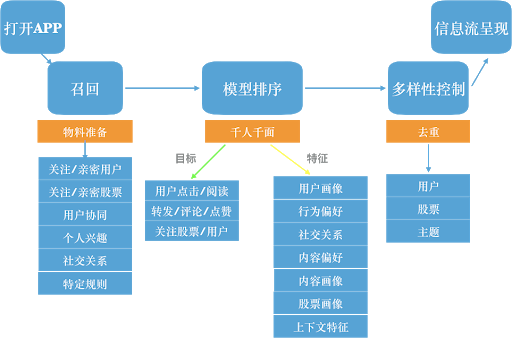 打开APP
信息流呈现
召回
模型排序
多样性控制
物料准备
千人千面
去重
目标
特征
关注/亲密用户
关注/亲密股票
用户协同
个人兴趣
社交关系
特定规则
用户点击/阅读
转发/评论/点赞
关注股票/用户
用户画像
行为偏好
社交关系
内容偏好
内容画像
股票画像
上下文特征
用户
股票
主题